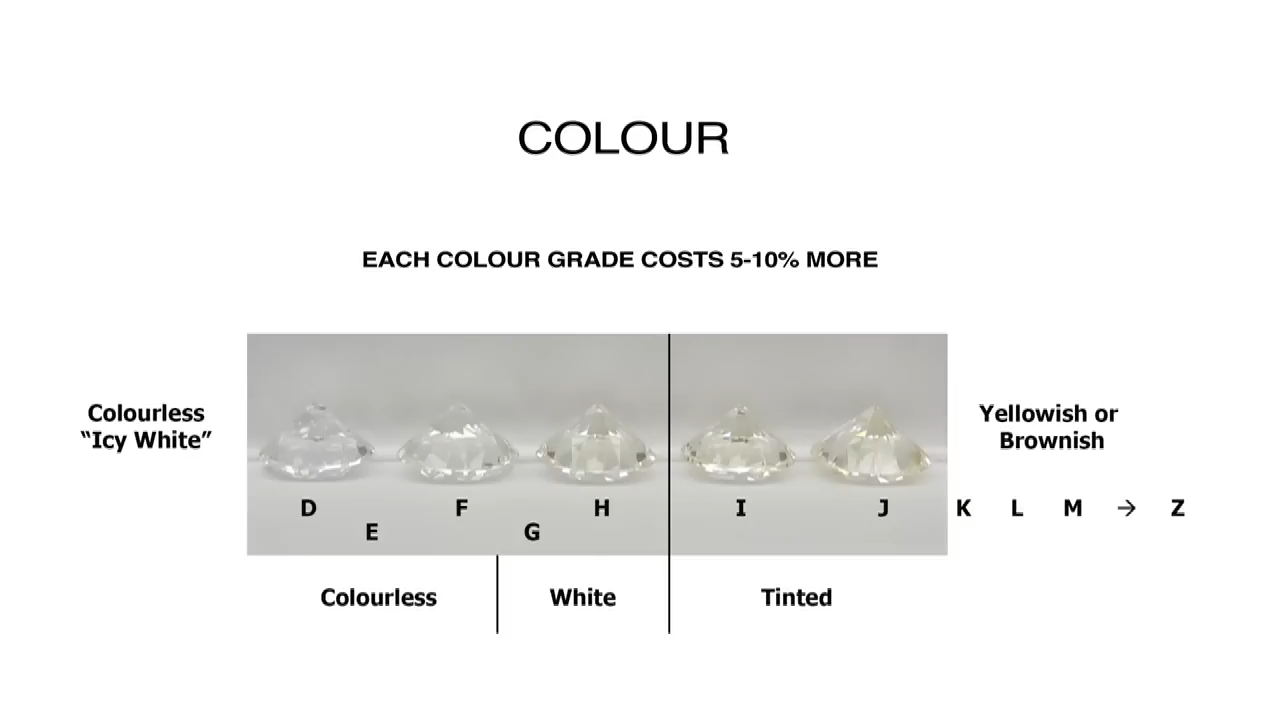 COLOUR
EACH COLOUR GRADE COSTS 5-10% MORE
Colourless
“Icy White”
Yellowish or
Brownish
D F H I J K L M → Z
E G
Colourless White Tinted